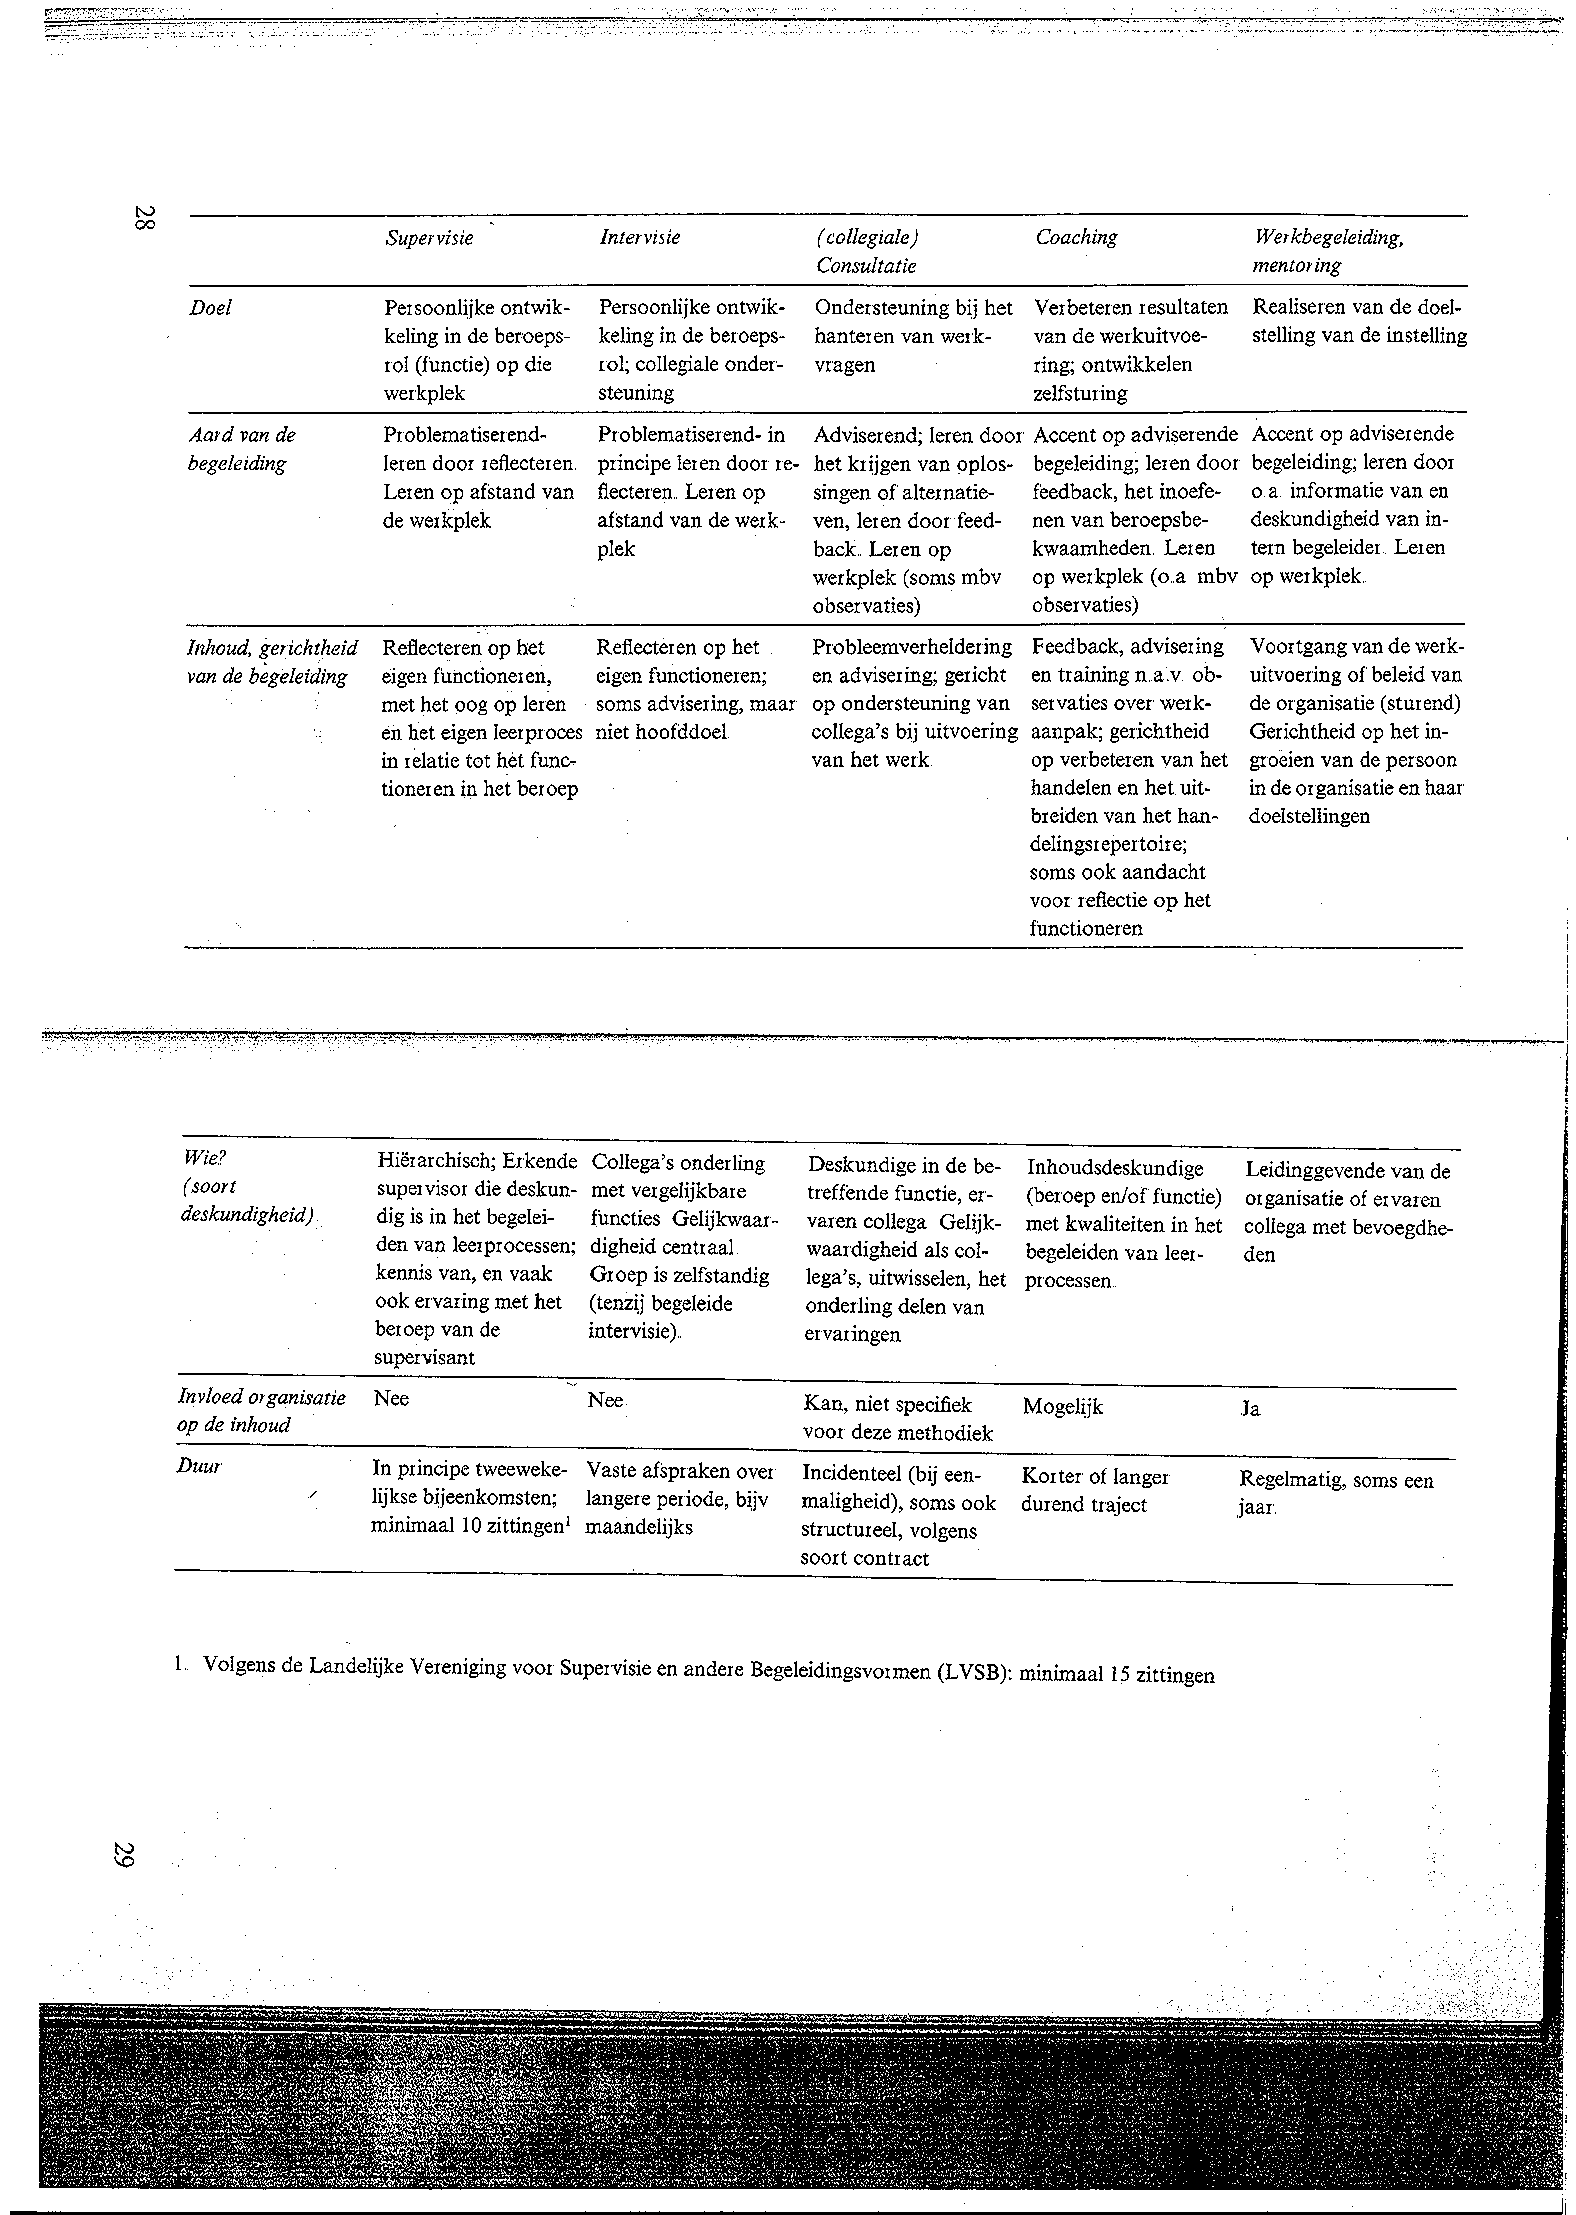 28
Supervisie
Intervisie
(collegiale)
Consultatie
Coaching
Werkbegeleiding,
mentoring
Doel
Persoonlijke ontwik-
keling in de beroeps-
rol (functie) op die
werkplek
Persoonlijke ontwik-
keling in de beroeps-
rol; collegiale onder-
steuning
Ondersteuning bij het
hanteren van werk-
vragen
Verbeteren resultaten
van de werkuitvoe-
ring; ontwikkelen
zelfsturing
Realiseren van de doel-
stelling van de instelling
Aard van de
begeleiding
Problematiserend-
leren door reflecteren.
Leren op afstand van
de werkplek
Problematiserend- in
principe leren door re-
flecteren. Leren op
afstand van de werk-
plek
Adviserend; leren door
het krijgen van oplos-
singen of alternatie-
ven, leren door feed-
back. Leren op
werkplek (soms mbv
observaties)
Accent op adviserende
begeleiding; leren door
feedback, het inoefe-
nen van beroepsbe-
kwaamheden. Leren
op werkplek (o.a mbv
observaties)
Accent op adviserende
begeleiding; leren door
o.a. informatie van en
deskundigheid van in-
tern begeleider. Leren
op werkplek.
Inhoud, gerichtheid
van de begeleiding
Reflecteren op het
eigen functioneren,
met het oog op leren
en het eigen leerproces
in relatie tot het func-
tioneren in het beroep
Reflecteren op het
eigen functioneren;
soms advisering, maar
niet hoofddoel
Probleemverheldering
en advisering; gericht
op ondersteuning van
collega's bij uitvoering
van het werk.
Feedback, advisering
en training n.a.v. ob-
servaties over werk-
aanpak; gerichtheid
op verbeteren van het
handelen en het uit-
breiden van het han-
delingsrepertoire;
soms ook aandacht
voor reflectie op het
functioneren
Voortgang van de werk-
uitvoering of beleid van
de organisatie (sturend)
Gerichtheid op het in-
groeien van de persoon
in de organisatie en haar
doelstellingen
Wie?
(soort
deskundigheid)
Hiërarchisch; Erkende
supervisor die deskun-
dig is in het begelei-
den van leerprocessen;
kennis van, en vaak
ook ervaring met het
beroep van de
supervisant
Collega's onderling
met vergelijkbare
functies Gelijkwaar-
digheid centraal.
Groep is zelfstandig
(tenzij begeleide
intervisie).
Deskundige in de be-
treffende functie, er-
varen collega Gelijk-
waardigheid als col-
lega's, uitwisselen, het
onderling delen van
ervaringen
Inhoudsdeskundige
(beroep en/of functie)
met kwaliteiten in het
begeleiden van leer-
processen.
Leidinggevende van de
organisatie of ervaren
collega met bevoegdhe-
den
Invloed organisatie
op de inhoud
Nee
Nee
Kan, niet specifiek
voor deze methodiek
Mogelijk
Ja
Duur
In principe tweeweke-
lijkse bijeenkomsten;
minimaal 10 zittingen¹
Vaste afspraken over
langere periode, bijv
maandelijks
Incidenteel (bij een-
maligheid), soms ook
structureel, volgens
soort contract
Korter of langer
durend traject
Regelmatig, soms een
jaar.
1. Volgens de Landelijke Vereniging voor Supervisie en andere Begeleidingsvormen (LVSB): minimaal 15 zittingen
29